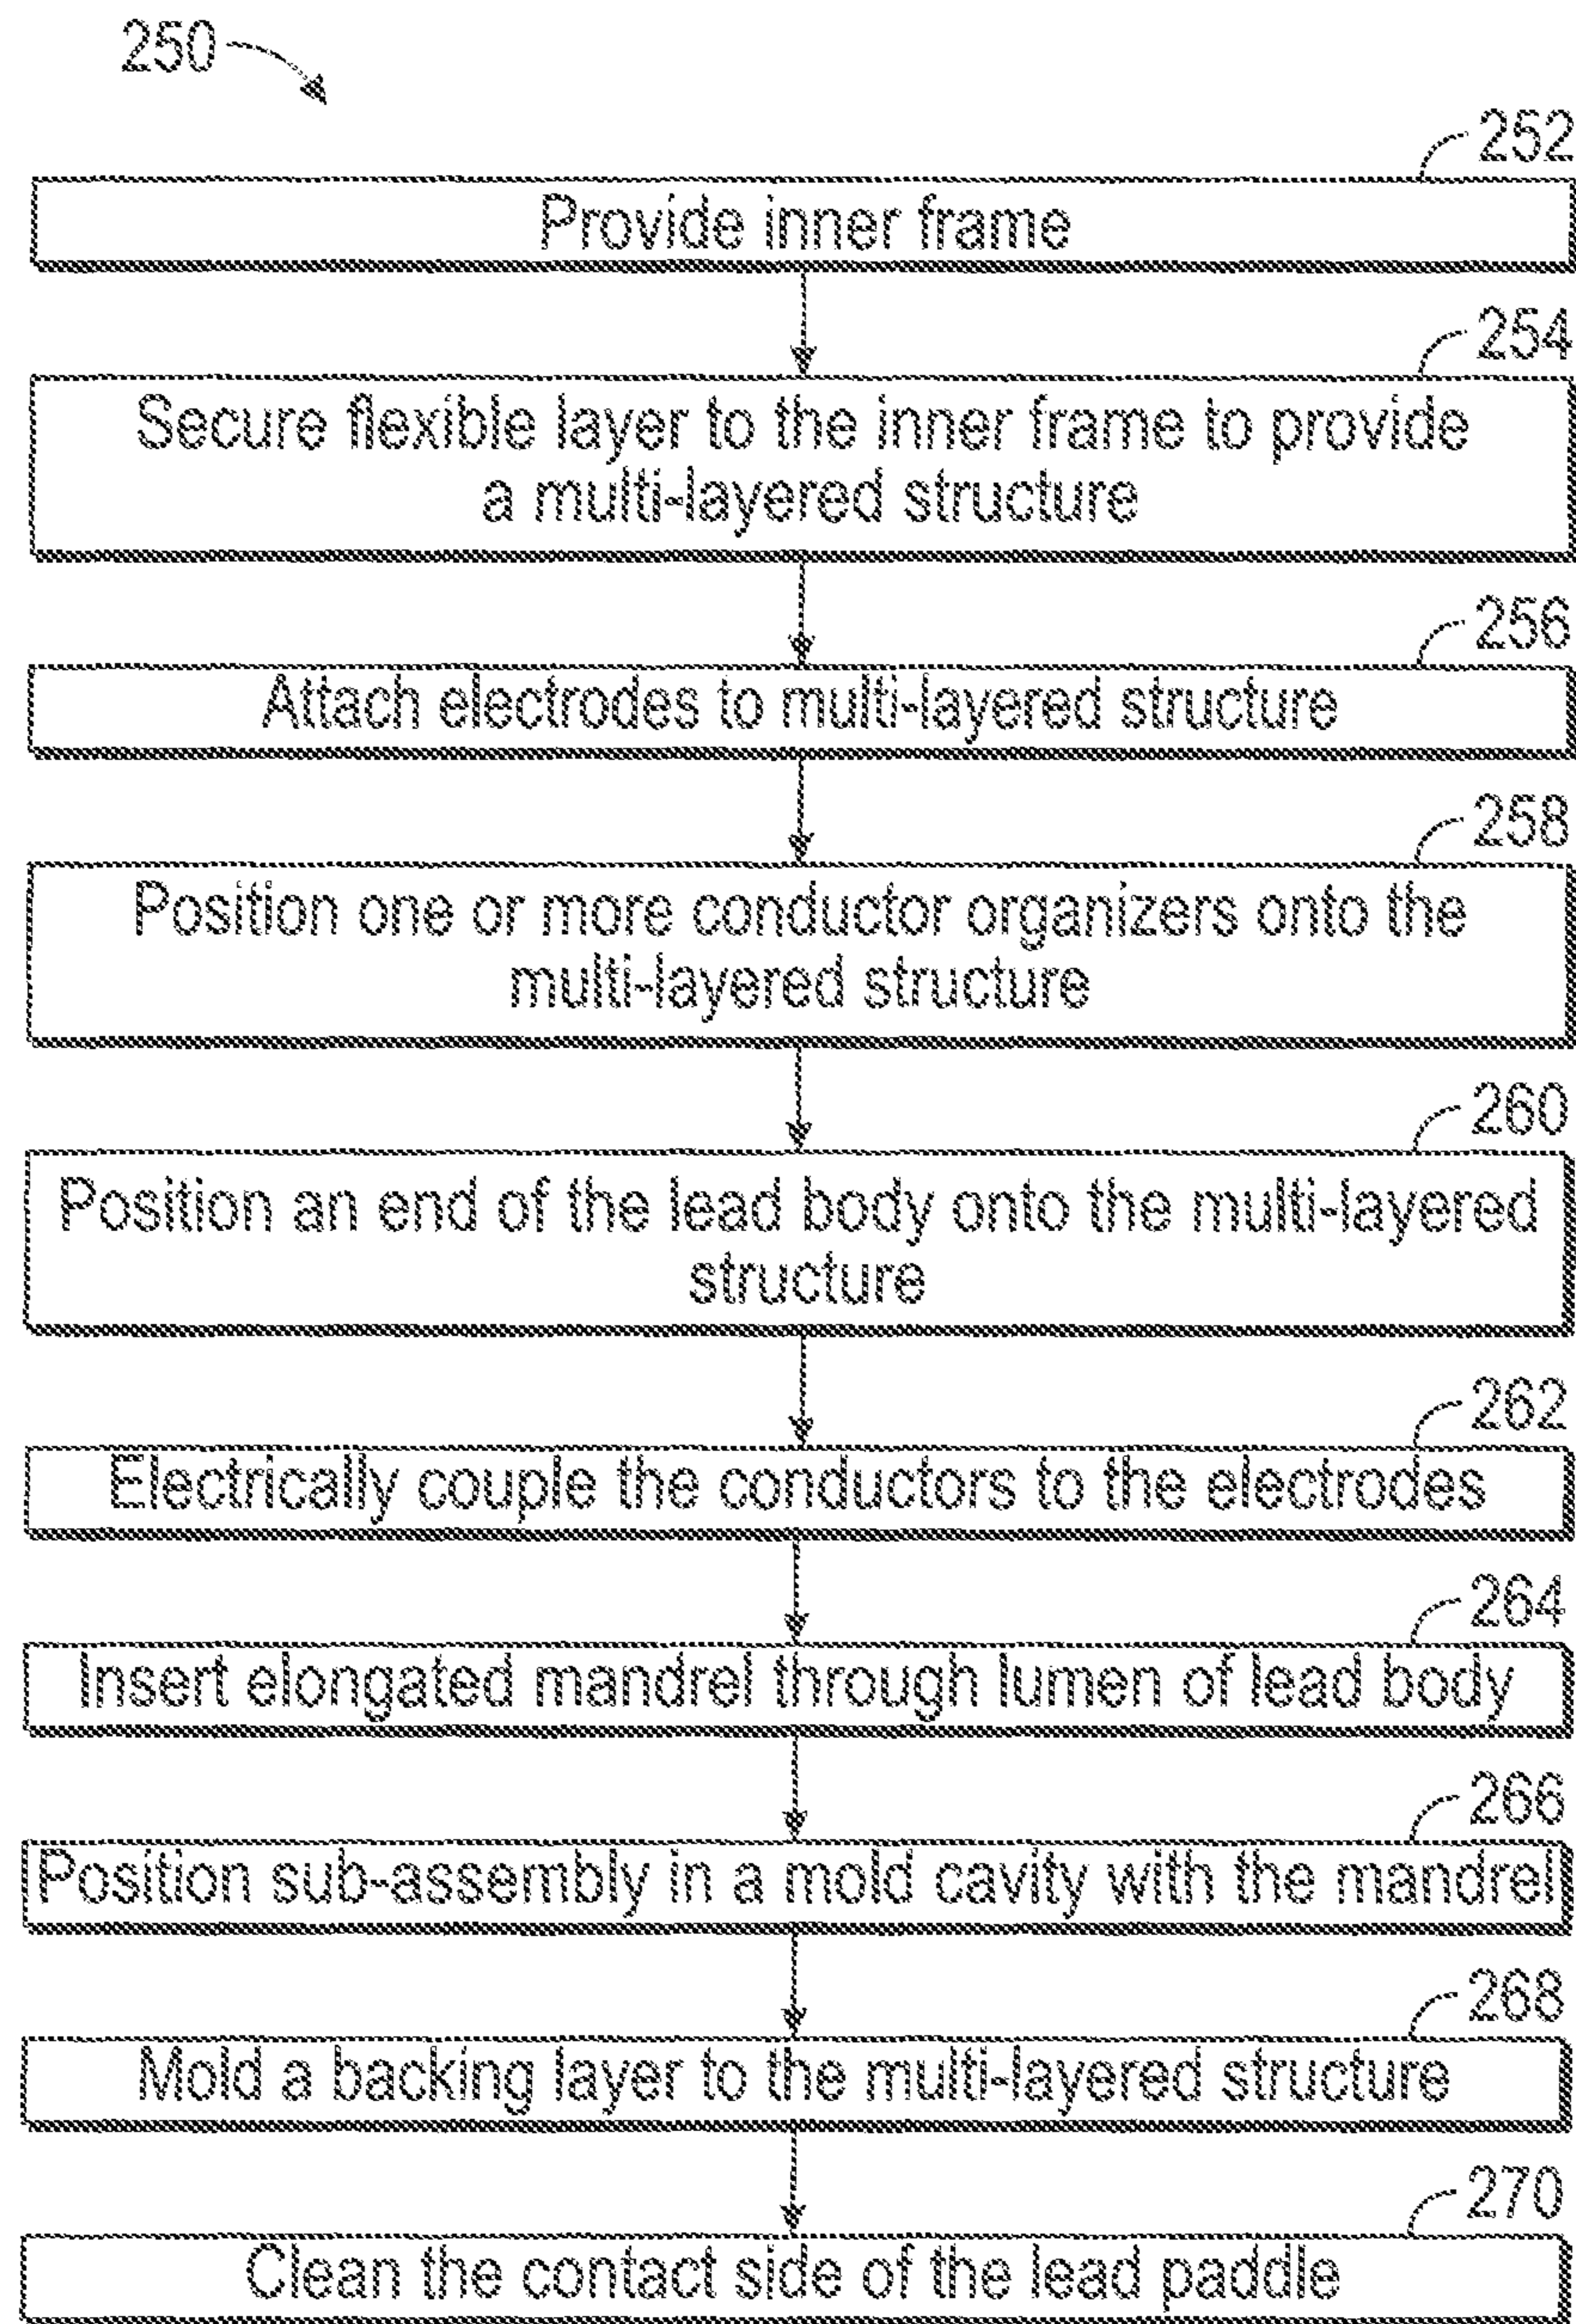 250
252
Provide inner frame
254
Secure flexible layer to the inner frame to provide
a multi-layered structure
256
Attach electrodes to multi-layered structure
258
Position one or more conductor organizers onto the
multi-layered structure
260
Position an end of the lead body onto the multi-layered
structure
262
Electrically couple the conductors to the electrodes
264
Insert elongated mandrel through lumen of lead body
266
Position sub-assembly in a mold cavity with the mandrel
268
Mold a backing layer to the multi-layered structure
270
Clean the contact side of the lead paddle